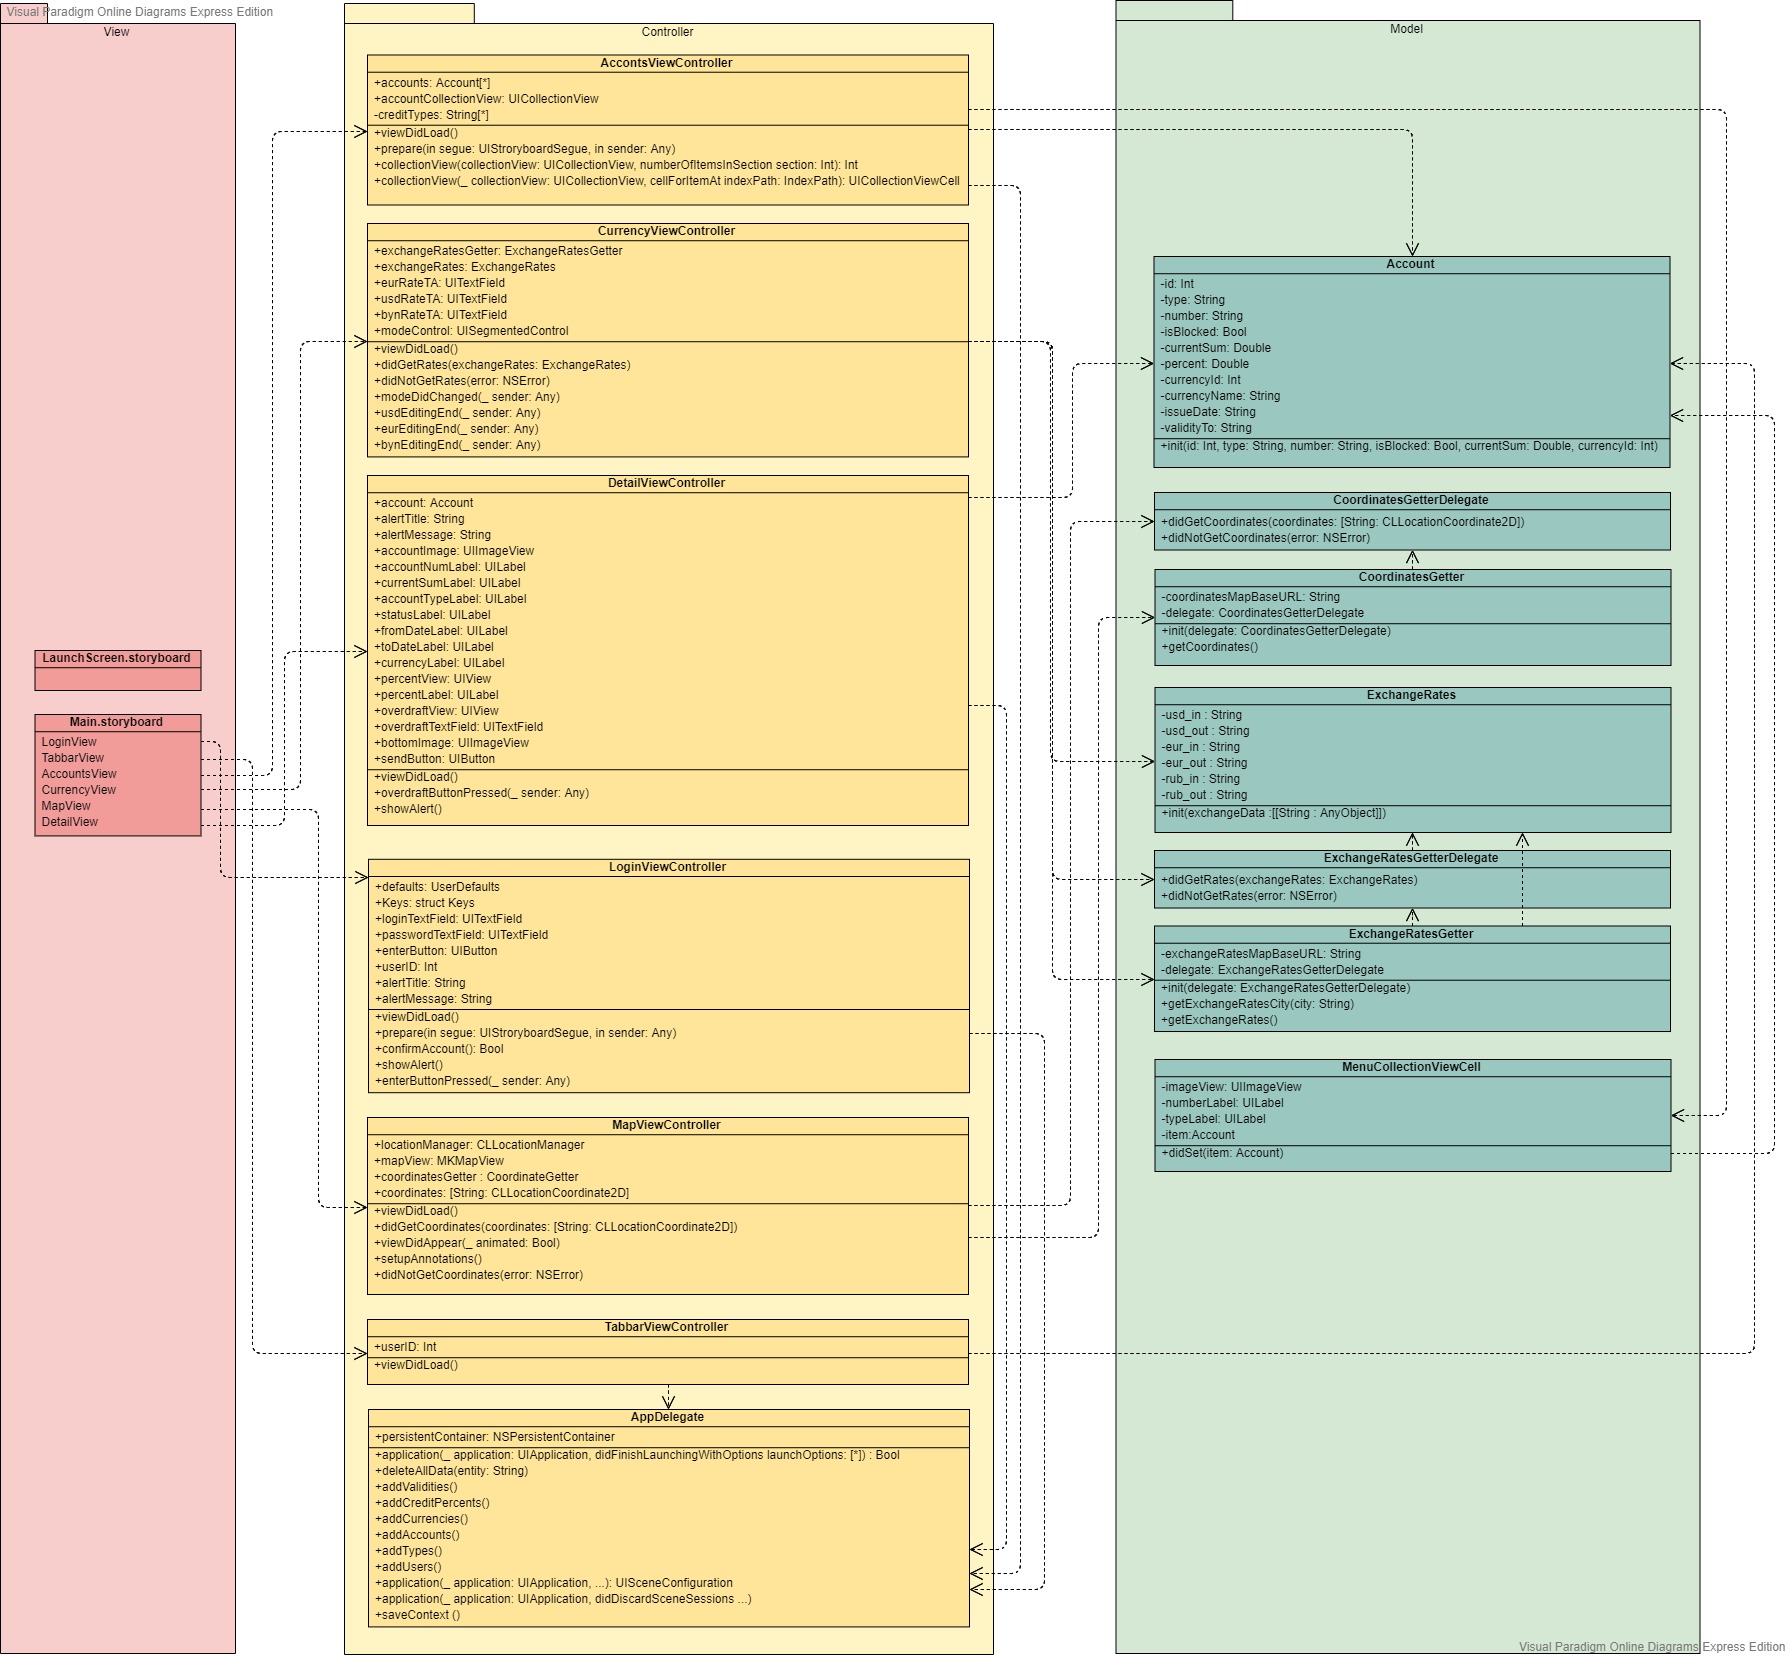 Visual Paradigm Online Diagrams Express Edition
View
LaunchScreen.storyboard
Main.storyboard
LoginView
TabbarView
AccountsView
CurrencyView
MapView
DetailView
Controller
AccontsViewController
+accounts: Account[*]
+accountCollectionView: UICollectionView
-creditTypes: String[*]
+viewDidLoad()
+prepare(in segue: UIStroryboardSegue, in sender: Any)
+collectionView(collectionView: UICollectionView, numberOfItemsInSection section: Int): Int
+collectionView(_ collectionView: UICollectionView, cellForItemAt indexPath: IndexPath): UICollectionViewCell
CurrencyViewController
+exchangeRatesGetter: ExchangeRatesGetter
+exchangeRates: ExchangeRates
+eurRateTA: UITextField
+usdRateTA: UITextField
+bynRateTA: UITextField
+modeControl: UISegmentedControl
+viewDidLoad()
+didGetRates(exchangeRates: ExchangeRates)
+didNotGetRates(error: NSError)
+modeDidChanged(_ sender: Any)
+usdEditingEnd(_ sender: Any)
+eurEditingEnd(_ sender: Any)
+bynEditingEnd(_ sender: Any)
DetailViewController
+account: Account
+alertTitle: String
+alertMessage: String
+accountImage: UIImageView
+accountNumLabel: UILabel
+currentSumLabel: UILabel
+accountTypeLabel: UILabel
+statusLabel: UILabel
+fromDateLabel: UILabel
+toDateLabel: UILabel
+currencyLabel: UILabel
+percentView: UIView
+percentLabel: UILabel
+overdraftView: UIView
+overdraftTextField: UITextField
+bottomImage: UIImageView
+sendButton: UIButton
+viewDidLoad()
+overdraftButtonPressed(_ sender: Any)
+showAlert()
LoginViewController
+defaults: UserDefaults
+Keys: struct Keys
+loginTextField: UITextField
+passwordTextField: UITextField
+enterButton: UIButton
+userID: Int
+alertTitle: String
+alertMessage: String
+viewDidLoad()
+prepare(in segue: UIStroryboardSegue, in sender: Any)
+confirmAccount(): Bool
+showAlert()
+enterButtonPressed(_ sender: Any)
MapViewController
+locationManager: CLLocationManager
+mapView: MKMapView
+coordinatesGetter : CoordinateGetter
+coordinates: [String: CLLocationCoordinate2D]
+viewDidLoad()
+didGetCoordinates(coordinates: [String: CLLocationCoordinate2D])
+viewDidAppear(_ animated: Bool)
+setupAnnotations()
+didNotGetCoordinates(error: NSError)
TabbarViewController
+userID: Int
+viewDidLoad()
AppDelegate
+persistentContainer: NSPersistentContainer
+application(_ application: UIApplication, didFinishLaunchingWithOptions launchOptions: [*]) : Bool
+deleteAllData(entity: String)
+addValidities()
+addCreditPercents()
+addCurrencies()
+addAccounts()
+addTypes()
+addUsers()
+application(_ application: UIApplication, ...): UISceneConfiguration
+application(_ application: UIApplication, didDiscardSceneSessions ...)
+saveContext ()
Model
Account
-id: Int
-type: String
-number: String
-isBlocked: Bool
-currentSum: Double
-percent: Double
-currencyId: Int
-currencyName: String
-issueDate: String
-validityTo: String
+init(id: Int, type: String, number: String, isBlocked: Bool, currentSum: Double, currencyId: Int)
CoordinatesGetterDelegate
+didGetCoordinates(coordinates: [String: CLLocationCoordinate2D])
+didNotGetCoordinates(error: NSError)
CoordinatesGetter
-coordinatesMapBaseURL: String
-delegate: CoordinatesGetterDelegate
+init(delegate: CoordinatesGetterDelegate)
+getCoordinates()
ExchangeRates
-usd_in : String
-usd_out : String
-eur_in : String
-eur_out : String
-rub_in : String
-rub_out : String
+init(exchangeData :[[String : AnyObject]])
ExchangeRatesGetterDelegate
+didGetRates(exchangeRates: ExchangeRates)
+didNotGetRates(error: NSError)
ExchangeRatesGetter
-exchangeRatesMapBaseURL: String
-delegate: ExchangeRatesGetterDelegate
+init(delegate: ExchangeRatesGetterDelegate)
+getExchangeRatesCity(city: String)
+getExchangeRates()
MenuCollectionViewCell
-imageView: UIImageView
-numberLabel: UILabel
-typeLabel: UILabel
-item:Account
+didSet(item: Account)
Visual Paradigm Online Diagrams Express Edition